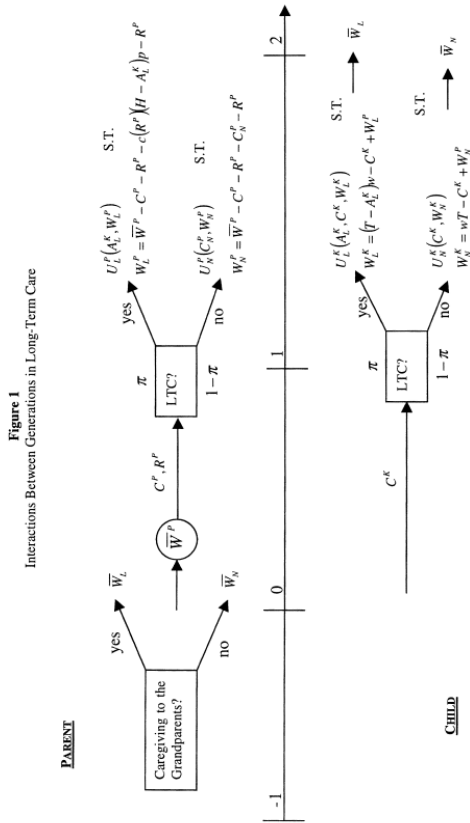 Figure 1
Interactions Between Generations in Long-Term Care
PARENT
Caregiving to the
Grandparents?
yes
no
W̄_L
W̄_N
W̄^P
C^P, R^P
π
LTC?
1 − π
yes
no
U_L^P(A_L^K, W_L^P) S.T.
W_L^P = W̄^P − C^P − R^P − c(R^P)(H − A_L^K)p − R^P
U_N^P(C_N^P, W_N^P) S.T.
W_N^P = W̄^P − C^P − R^P − C_N^P − R^P
-1 0 1 2
CHILD
C^K
π
LTC?
1 − π
yes
no
U_L^K(A_L^K, C^K, W_L^K) S.T.
W_L^K = (T − A_L^K)w − C^K + W_L^P
W̄_L
U_N^K(C^K, W_N^K) S.T.
W_N^K = wT − C^K + W_N^P
W̄_N